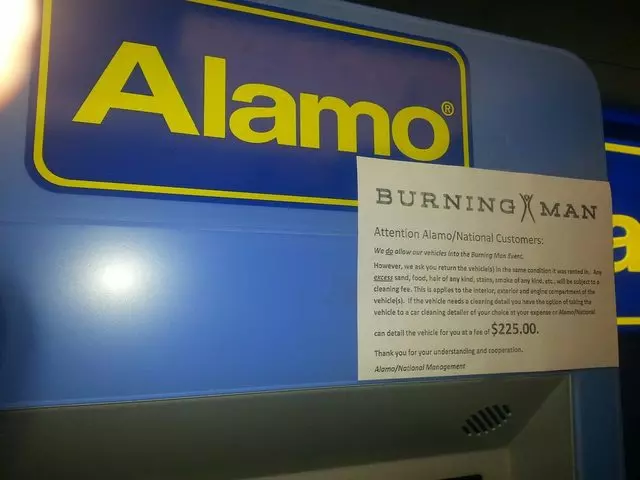 Alamo®
BURNING MAN
Attention Alamo/National Customers:
We do allow our vehicles into the Burning Man Event.
However, we ask you return the vehicle(s) in the same condition it was rented in. Any
excess sand, food, hair of any kind, stains, smoke of any kind, etc., will be subject to a
cleaning fee. This is applies to the interior, exterior and engine compartment of the
vehicle(s). If the vehicle needs a cleaning detail you have the option of taking the
vehicle to a car cleaning detailer of your choice at your expense or Alamo/National
can detail the vehicle for you at a fee of $225.00.
Thank you for your understanding and cooperation.
Alamo/National Management
a